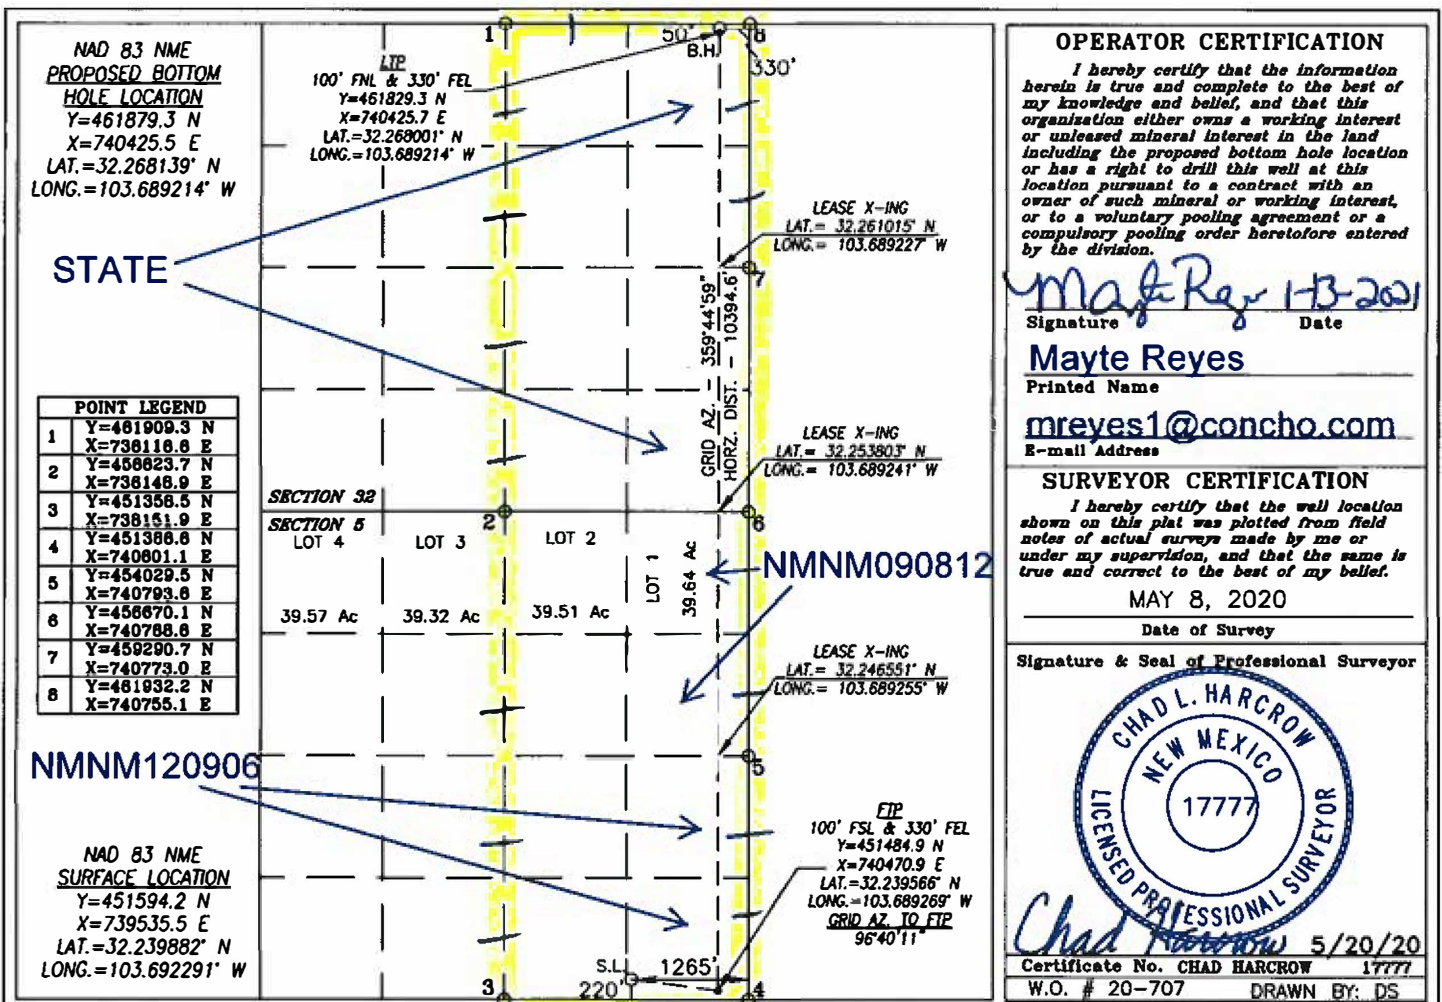 NAD 83 NME
PROPOSED BOTTOM
HOLE LOCATION
Y=461879.3 N
X=740425.5 E
LAT.=32.268139° N
LONG.=103.689214° W
LTP
100' FNL & 330' FEL
Y=461829.3 N
X=740425.7 E
LAT.=32.268001° N
LONG.=103.689214° W
1
50'
B.H.
8
330'
STATE
LEASE X-ING
LAT.= 32.261015° N
LONG.= 103.689227° W
7
GRID AZ. - 359°44'59"
HORZ. DIST. - 10394.6'
POINT LEGEND
1 Y=461909.3 N
X=738116.6 E
2 Y=456623.7 N
X=738148.9 E
3 Y=451358.5 N
X=738151.9 E
4 Y=451386.6 N
X=740801.1 E
5 Y=454029.5 N
X=740793.6 E
6 Y=456670.1 N
X=740788.6 E
7 Y=459290.7 N
X=740773.0 E
8 Y=461932.2 N
X=740755.1 E
LEASE X-ING
LAT.= 32.253803° N
LONG.= 103.689241° W
SECTION 32
SECTION 5
2
6
LOT 4
LOT 3
LOT 2
LOT 1
39.57 Ac
39.32 Ac
39.51 Ac
39.64 Ac
NMNM090812
LEASE X-ING
LAT.= 32.246551° N
LONG.= 103.689255° W
5
NMNM120906
FTP
100' FSL & 330' FEL
Y=451484.9 N
X=740470.9 E
LAT.=32.239566° N
LONG.=103.689269° W
GRID AZ. TO FTP
96°40'11"
NAD 83 NME
SURFACE LOCATION
Y=451594.2 N
X=739535.5 E
LAT.=32.239882° N
LONG.=103.692291° W
S.L.
1265'
220'
3
4
OPERATOR CERTIFICATION
I hereby certify that the information
herein is true and complete to the best of
my knowledge and belief, and that this
organization either owns a working interest
or unleased mineral interest in the land
including the proposed bottom hole location
or has a right to drill this well at this
location pursuant to a contract with an
owner of such mineral or working interest,
or to a voluntary pooling agreement or a
compulsory pooling order heretofore entered
by the division.
Mayte Reyes 1-13-2021
Signature Date
Mayte Reyes
Printed Name
mreyes1@concho.com
E-mail Address
SURVEYOR CERTIFICATION
I hereby certify that the well location
shown on this plat was plotted from field
notes of actual surveys made by me or
under my supervision, and that the same is
true and correct to the best of my belief.
MAY 8, 2020
Date of Survey
Signature & Seal of Professional Surveyor
CHAD L. HARCROW
NEW MEXICO
17777
LICENSED PROFESSIONAL SURVEYOR
Chad Harcrow 5/20/20
Certificate No. CHAD HARCROW 17777
W.O. # 20-707 DRAWN BY: DS